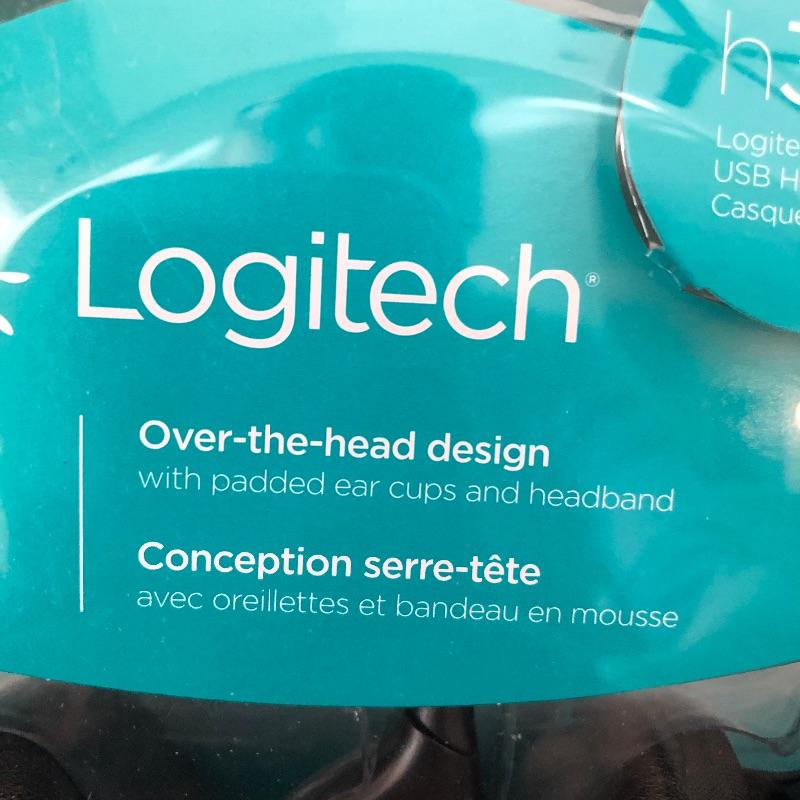 Logitech®
Over-the-head design
with padded ear cups and headband
Conception serre-tête
avec oreillettes et bandeau en mousse
USB